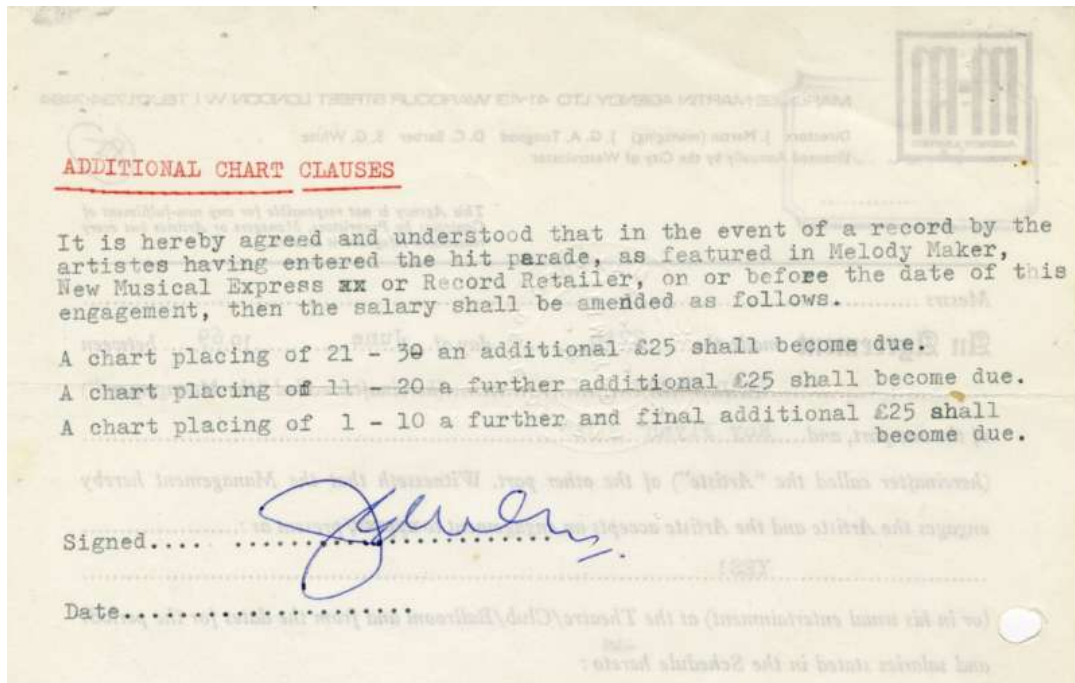 ADDITIONAL CHART CLAUSES
It is hereby agreed and understood that in the event of a record by the
artistes having entered the hit parade, as featured in Melody Maker,
New Musical Express xx or Record Retailer, on or before the date of this
engagement, then the salary shall be amended as follows.
A chart placing of 21 - 30 an additional £25 shall become due.
A chart placing of 11 - 20 a further additional £25 shall become due.
A chart placing of 1 - 10 a further and final additional £25 shall
become due.
Signed.... ........................
Date......................